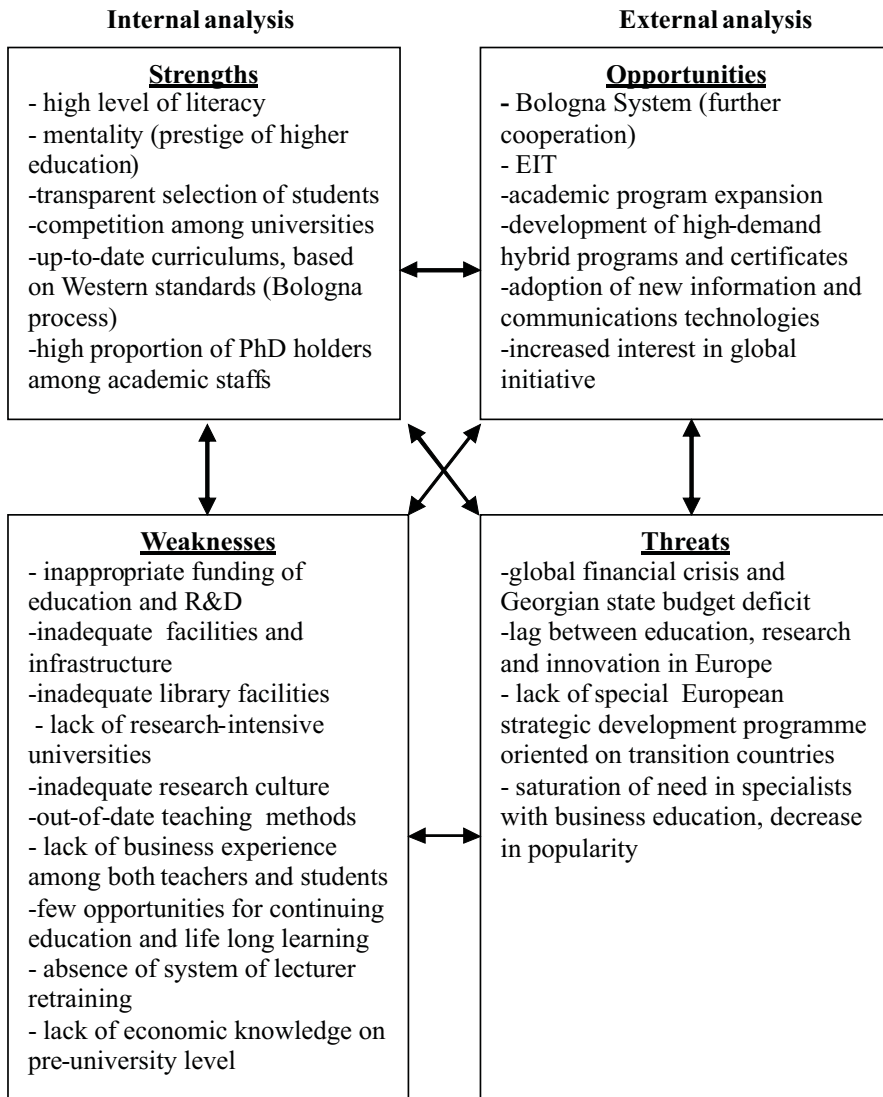 Internal analysis
External analysis
Strengths
- high level of literacy
- mentality (prestige of higher
education)
-transparent selection of students
-competition among universities
-up-to-date curriculums, based
on Western standards (Bologna
process)
-high proportion of PhD holders
among academic staffs
Opportunities
- Bologna System (further
cooperation)
- EIT
-academic program expansion
-development of high-demand
hybrid programs and certificates
-adoption of new information and
communications technologies
-increased interest in global
initiative
Weaknesses
- inappropriate funding of
education and R&D
-inadequate facilities and
infrastructure
-inadequate library facilities
- lack of research-intensive
universities
-inadequate research culture
-out-of-date teaching methods
- lack of business experience
among both teachers and students
-few opportunities for continuing
education and life long learning
- absence of system of lecturer
retraining
- lack of economic knowledge on
pre-university level
Threats
-global financial crisis and
Georgian state budget deficit
-lag between education, research
and innovation in Europe
- lack of special European
strategic development programme
oriented on transition countries
- saturation of need in specialists
with business education, decrease
in popularity